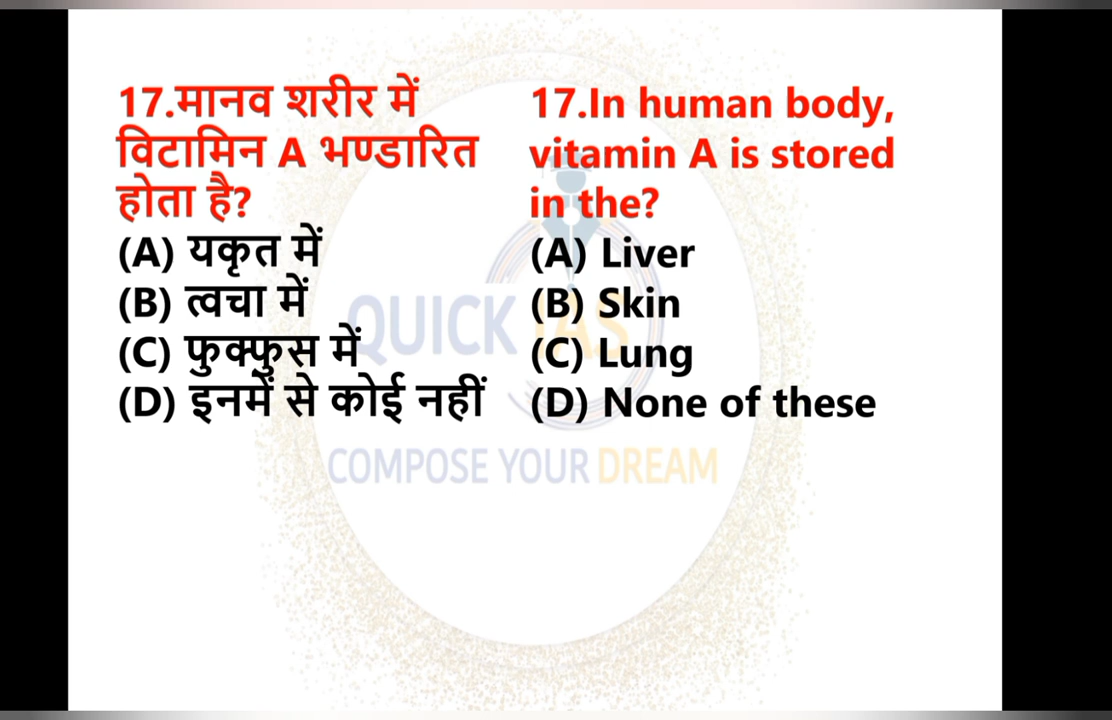 17.मानव शरीर में
विटामिन A भण्डारित
होता है?
(A) यकृत में
(B) त्वचा में
(C) फुक्फुस में
(D) इनमें से कोई नहीं
17.In human body,
vitamin A is stored
in the?
(A) Liver
(B) Skin
(C) Lung
(D) None of these
QUICK IAS
COMPOSE YOUR DREAM